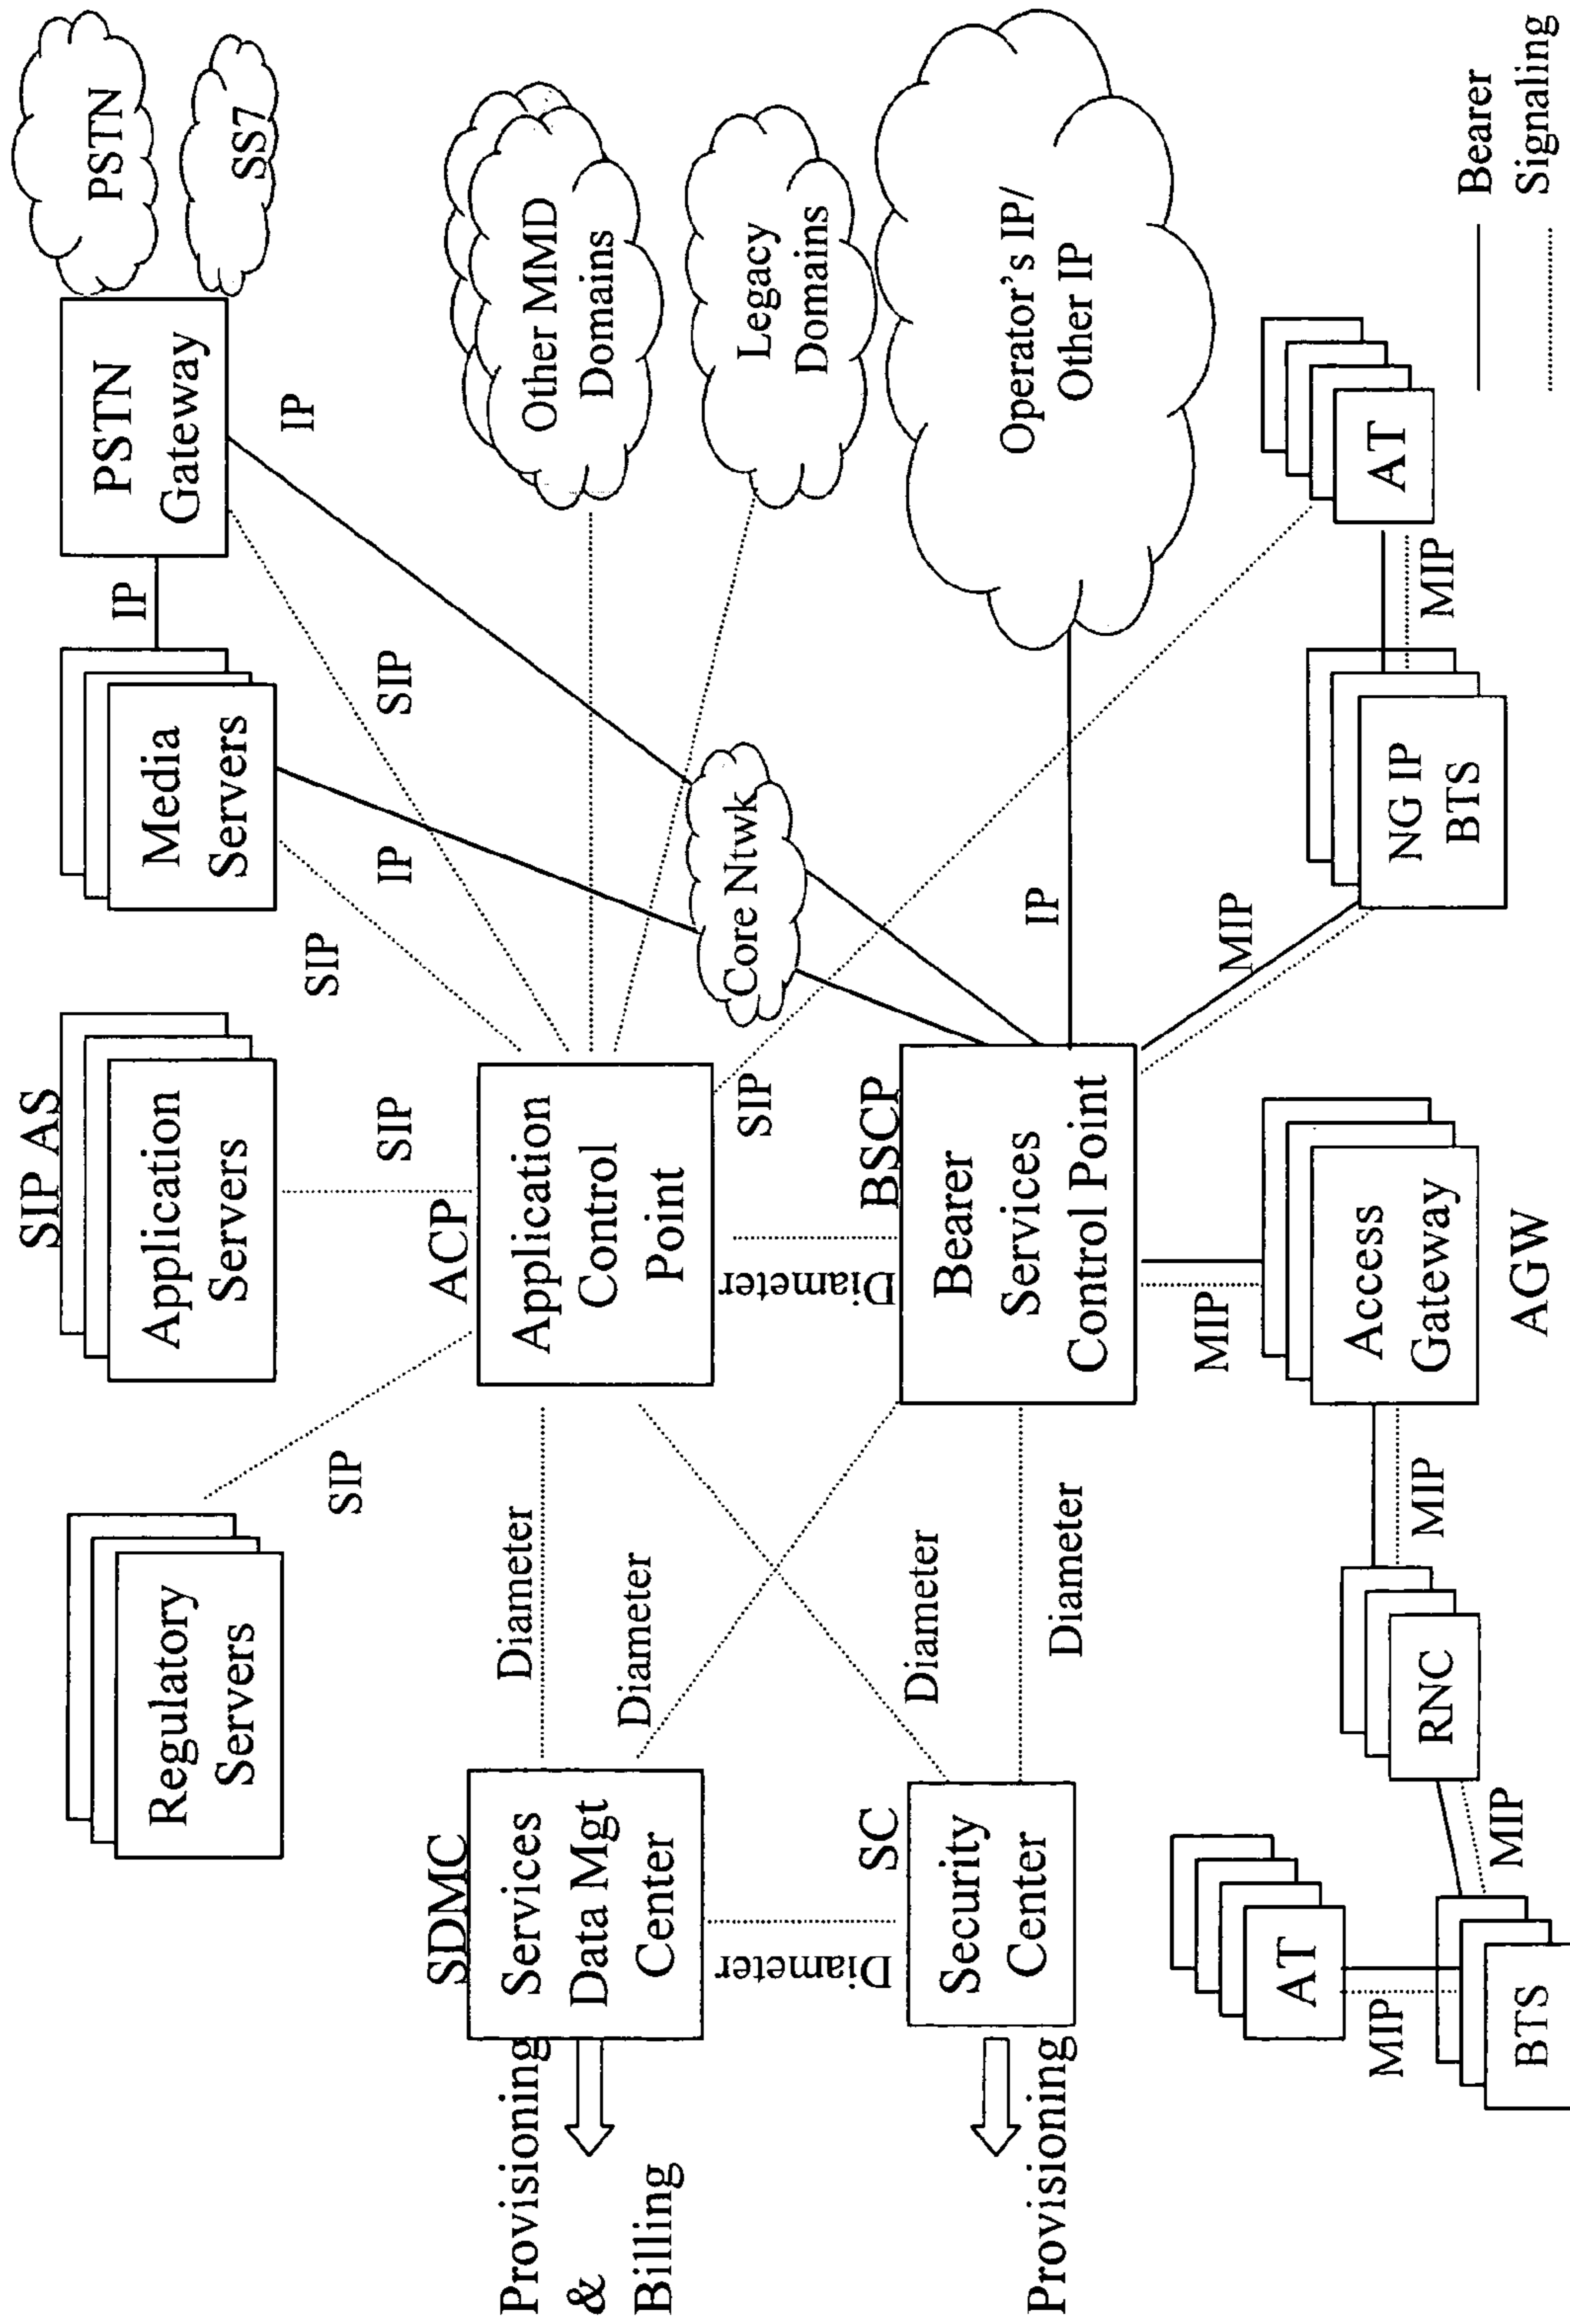 SIP AS
Regulatory
Servers
SIP
Application
Servers
SIP
Media
Servers
SIP
IP
PSTN
Gateway
IP
SIP
IP
PSTN
SS7
Provisioning
&
Billing
SDMC
Services
Data Mgt
Center
Diameter
Diameter
ACP
Application
Control
Point
Other MMD
Domains
Legacy
Domains
Core Ntwk
Diameter
Diameter
SIP
Provisioning
SC
Security
Center
Diameter
Diameter
BSCP
Bearer
Services
Control Point
IP
Operator's IP/
Other IP
MIP
MIP
AT
MIP
BTS
MIP
RNC
MIP
Access
Gateway
AGW
NG IP
BTS
MIP
AT
Bearer
Signaling